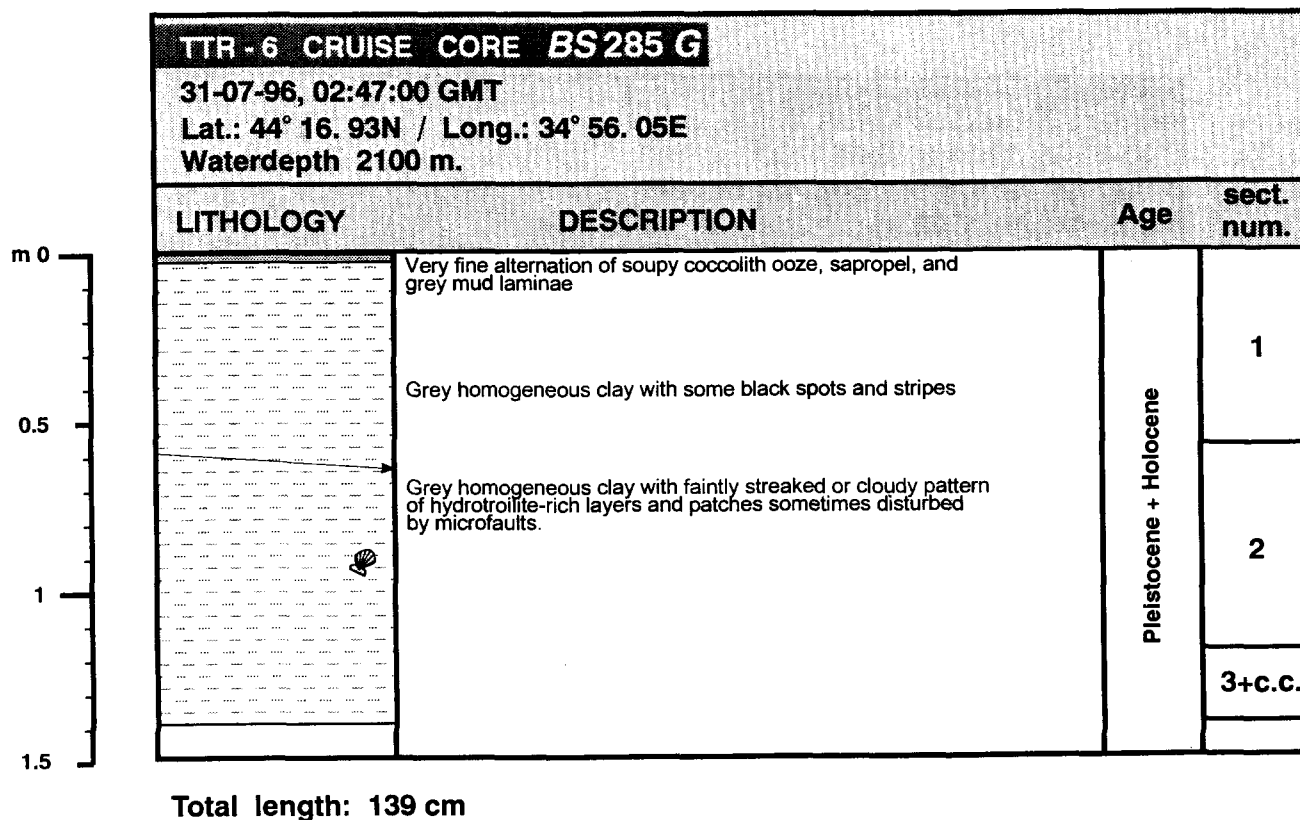 TTR - 6 CRUISE CORE BS 285 G
31-07-96, 02:47:00 GMT
Lat.: 44° 16. 93N / Long.: 34° 56. 05E
Waterdepth 2100 m.
LITHOLOGY DESCRIPTION Age sect. num.
m 0
Very fine alternation of soupy coccolith ooze, sapropel, and
grey mud laminae
1
Grey homogeneous clay with some black spots and stripes
0.5
Grey homogeneous clay with faintly streaked or cloudy pattern
of hydrotroilite-rich layers and patches sometimes disturbed
by microfaults.
Pleistocene + Holocene
2
1
3+c.c.
1.5
Total length: 139 cm